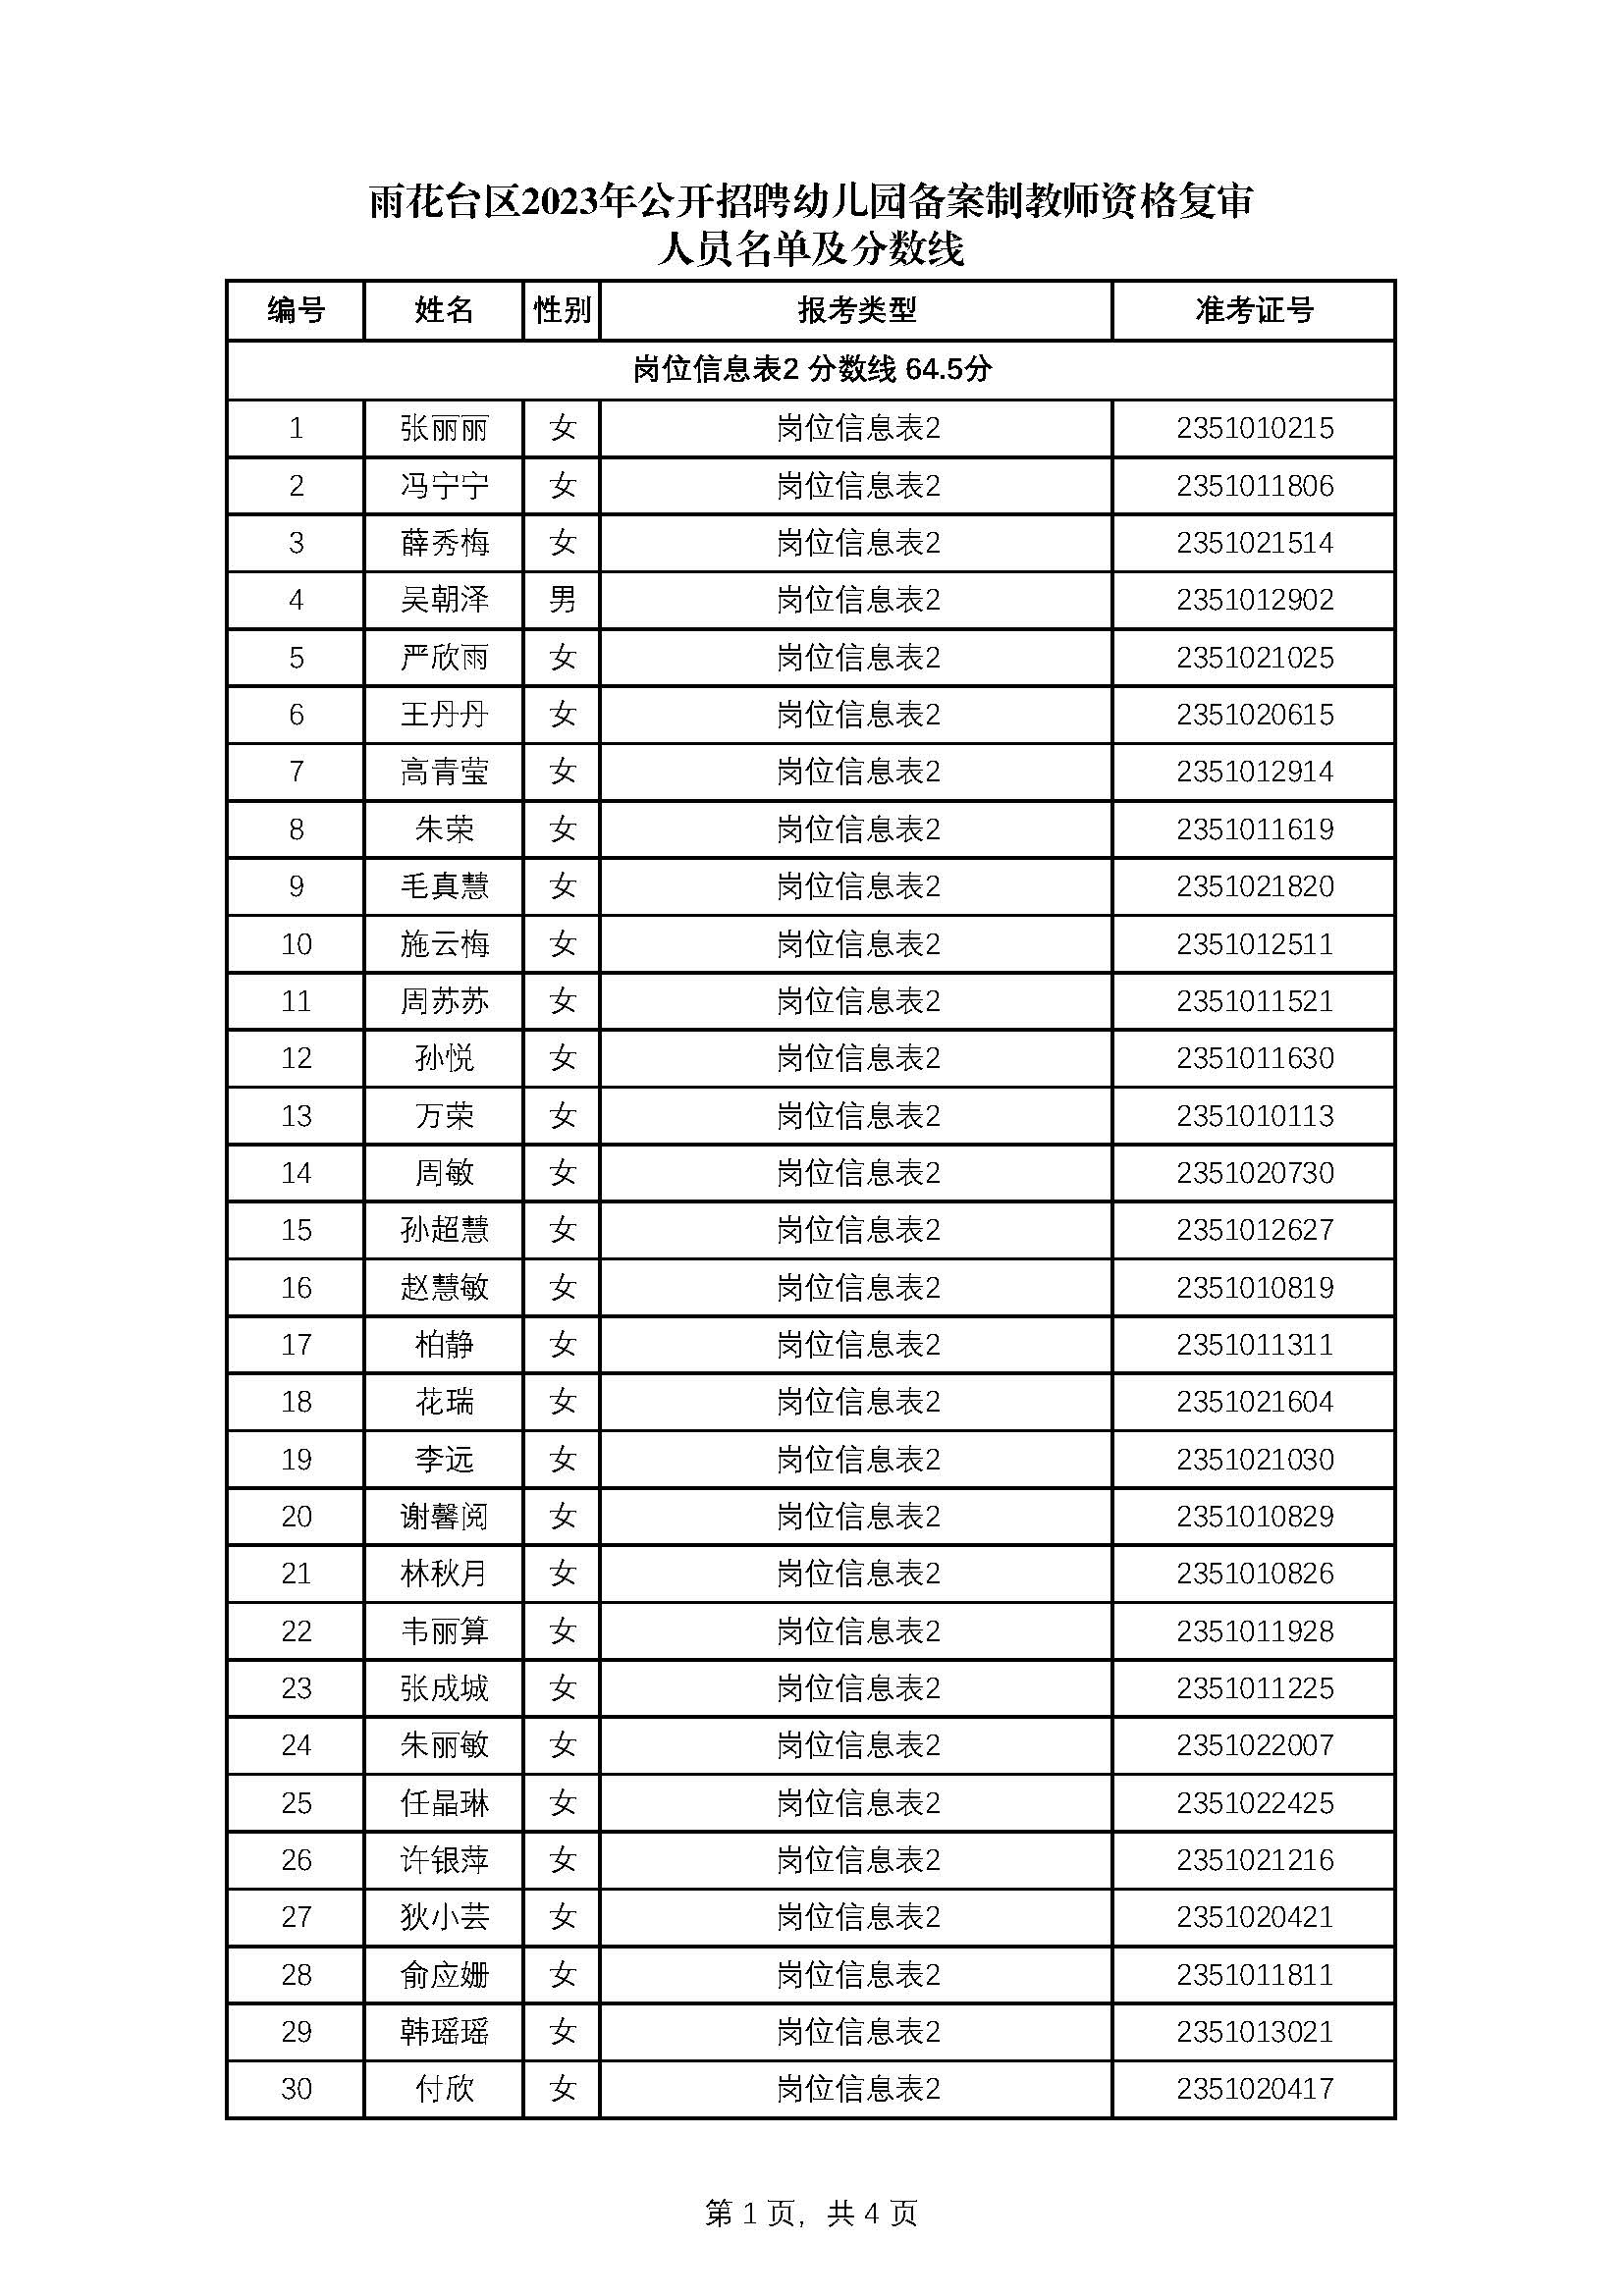 雨花台区2023年公开招聘幼儿园备案制教师资格复审
人员名单及分数线
编号 姓名 性别 报考类型 准考证号
岗位信息表2 分数线 64.5分
1 张丽丽 女 岗位信息表2 2351010215
2 冯宁宁 女 岗位信息表2 2351011806
3 薛秀梅 女 岗位信息表2 2351021514
4 吴朝泽 男 岗位信息表2 2351012902
5 严欣雨 女 岗位信息表2 2351021025
6 王丹丹 女 岗位信息表2 2351020615
7 高青莹 女 岗位信息表2 2351012914
8 朱荣 女 岗位信息表2 2351011619
9 毛真慧 女 岗位信息表2 2351021820
10 施云梅 女 岗位信息表2 2351012511
11 周苏苏 女 岗位信息表2 2351011521
12 孙悦 女 岗位信息表2 2351011630
13 万荣 女 岗位信息表2 2351010113
14 周敏 女 岗位信息表2 2351020730
15 孙超慧 女 岗位信息表2 2351012627
16 赵慧敏 女 岗位信息表2 2351010819
17 柏静 女 岗位信息表2 2351011311
18 花瑞 女 岗位信息表2 2351021604
19 李远 女 岗位信息表2 2351021030
20 谢馨阅 女 岗位信息表2 2351010829
21 林秋月 女 岗位信息表2 2351010826
22 韦丽算 女 岗位信息表2 2351011928
23 张成城 女 岗位信息表2 2351011225
24 朱丽敏 女 岗位信息表2 2351022007
25 任晶琳 女 岗位信息表2 2351022425
26 许银萍 女 岗位信息表2 2351021216
27 狄小芸 女 岗位信息表2 2351020421
28 俞应姗 女 岗位信息表2 2351011811
29 韩瑶瑶 女 岗位信息表2 2351013021
30 付欣 女 岗位信息表2 2351020417
第 1 页，共 4 页